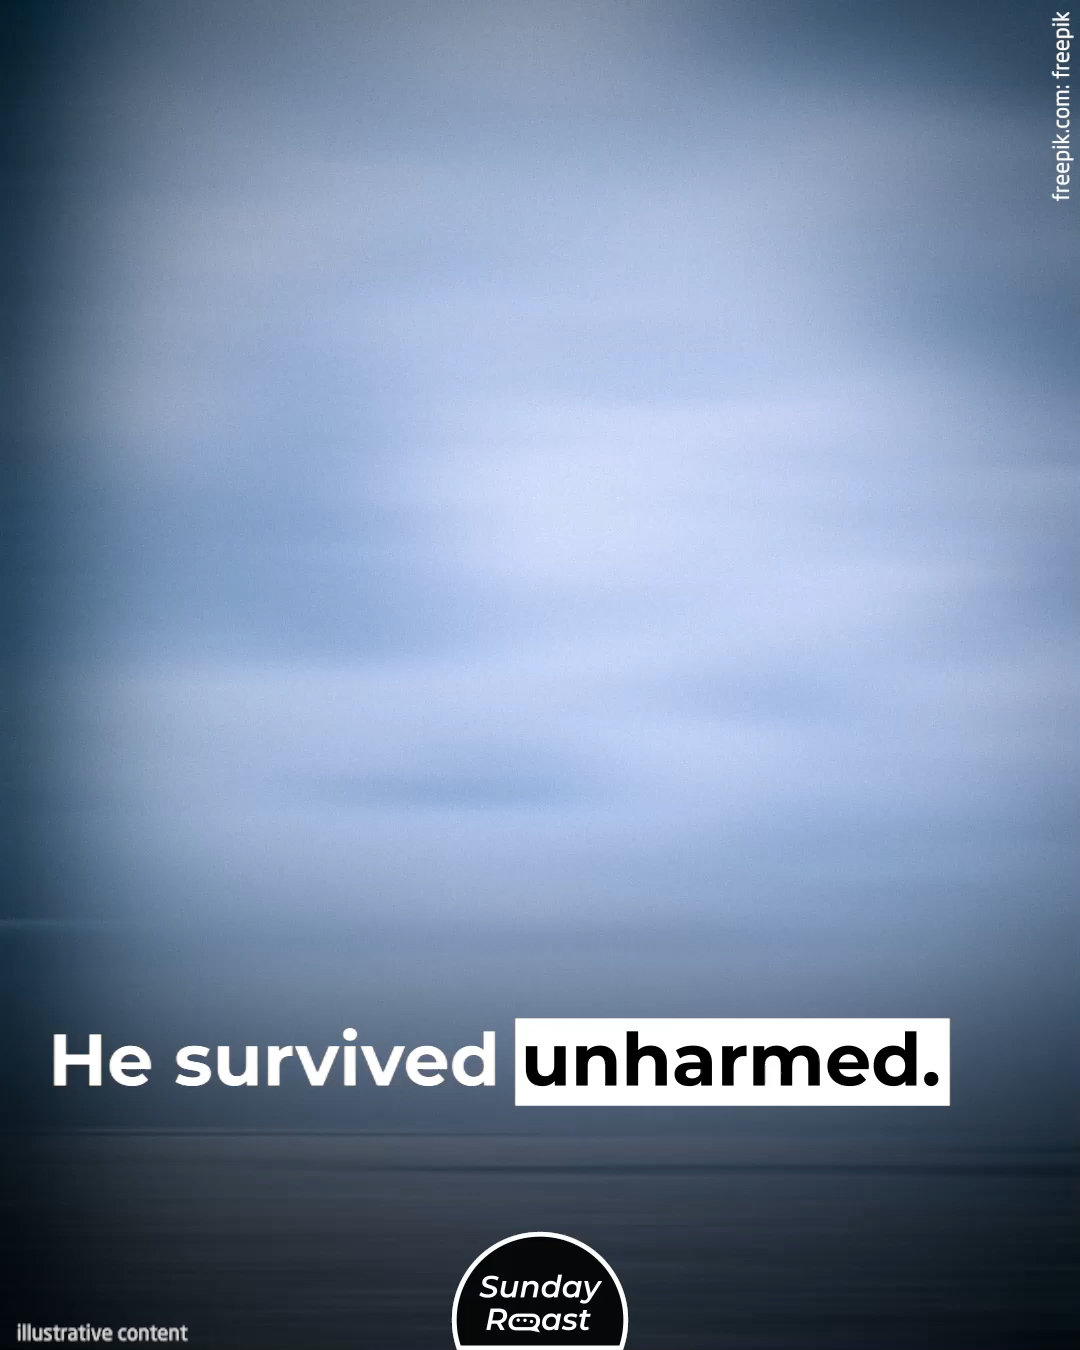 freepik.com: freepik
He survived unharmed.
Sunday
Roast
illustrative content